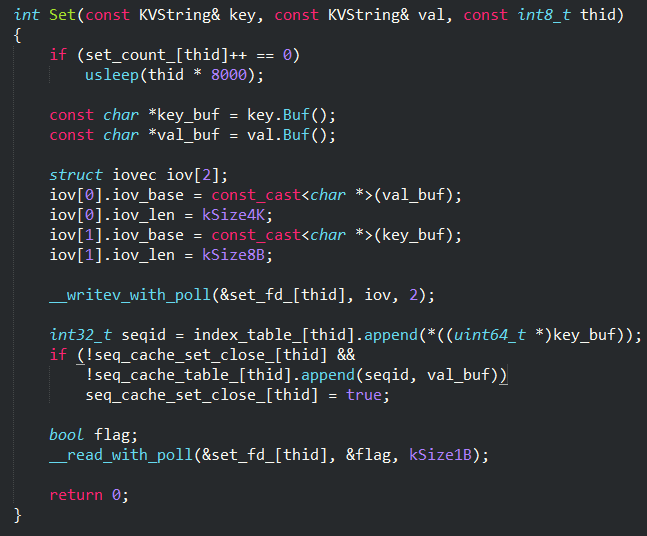 int Set(const KVString& key, const KVString& val, const int8_t thid)
{
    if (set_count_[thid]++ == 0)
        usleep(thid * 8000);

    const char *key_buf = key.Buf();
    const char *val_buf = val.Buf();

    struct iovec iov[2];
    iov[0].iov_base = const_cast<char *>(val_buf);
    iov[0].iov_len = kSize4K;
    iov[1].iov_base = const_cast<char *>(key_buf);
    iov[1].iov_len = kSize8B;

    __writev_with_poll(&set_fd_[thid], iov, 2);

    int32_t seqid = index_table_[thid].append(*((uint64_t *)key_buf));
    if (!seq_cache_set_close_[thid] &&
        !seq_cache_table_[thid].append(seqid, val_buf))
        seq_cache_set_close_[thid] = true;

    bool flag;
    __read_with_poll(&set_fd_[thid], &flag, kSize1B);

    return 0;
}